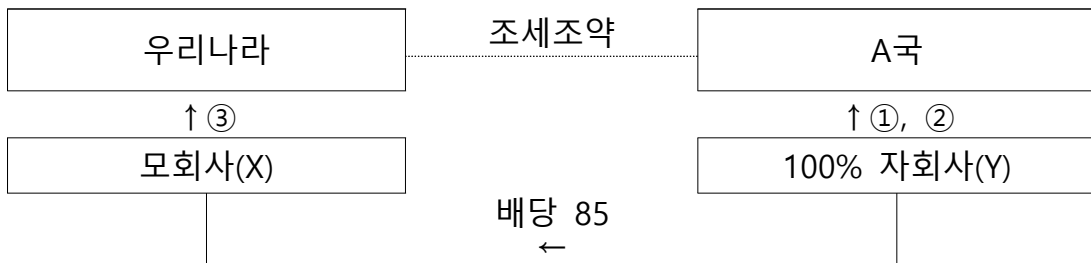 우리나라
조세조약
A국
↑ ③
↑ ①, ②
모회사(X)
100% 자회사(Y)
배당 85
←